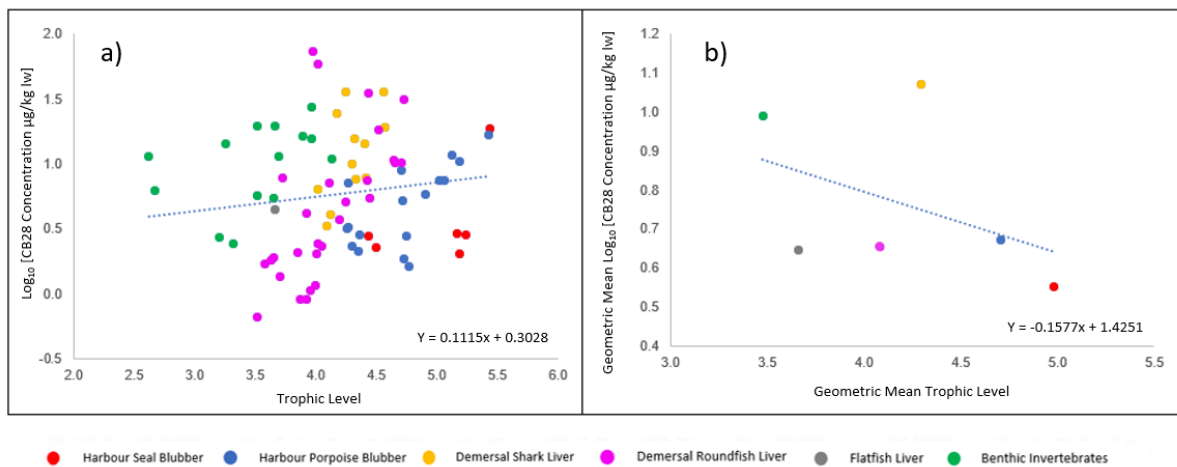 a)
Log₁₀ [CB28 Concentration µg/kg lw]
2.0
1.5
1.0
0.5
0.0
-0.5
2.0 2.5 3.0 3.5 4.0 4.5 5.0 5.5 6.0
Trophic Level
Y = 0.1115x + 0.3028
b)
Geometric Mean Log₁₀ [CB28 Concentration µg/kg lw]
1.2
1.1
1.0
0.9
0.8
0.7
0.6
0.5
0.4
3.0 3.5 4.0 4.5 5.0 5.5
Geometric Mean Trophic Level
Y = -0.1577x + 1.4251
Harbour Seal Blubber Harbour Porpoise Blubber Demersal Shark Liver Demersal Roundfish Liver Flatfish Liver Benthic Invertebrates